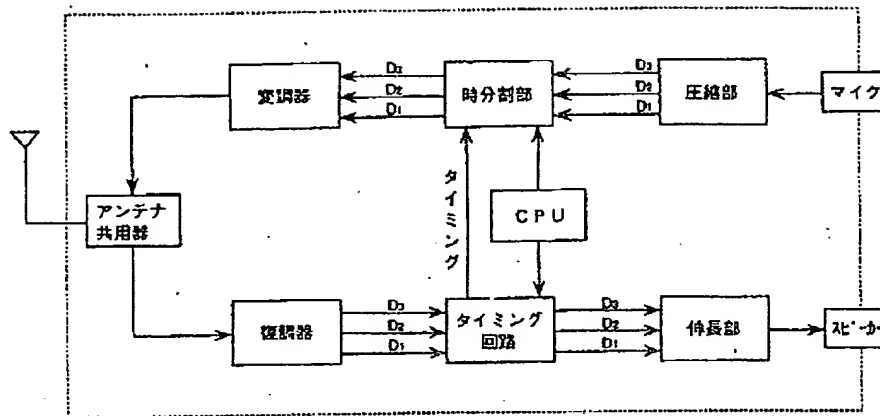 D3
D3
変調器
D2
時分割部
D2
圧縮部
マイク
D1
D1
アンテナ
共用器
タイミング
CPU
D3
D3
復調器
D2
タイミング
回路
D2
伸長部
スピーカ
D1
D1